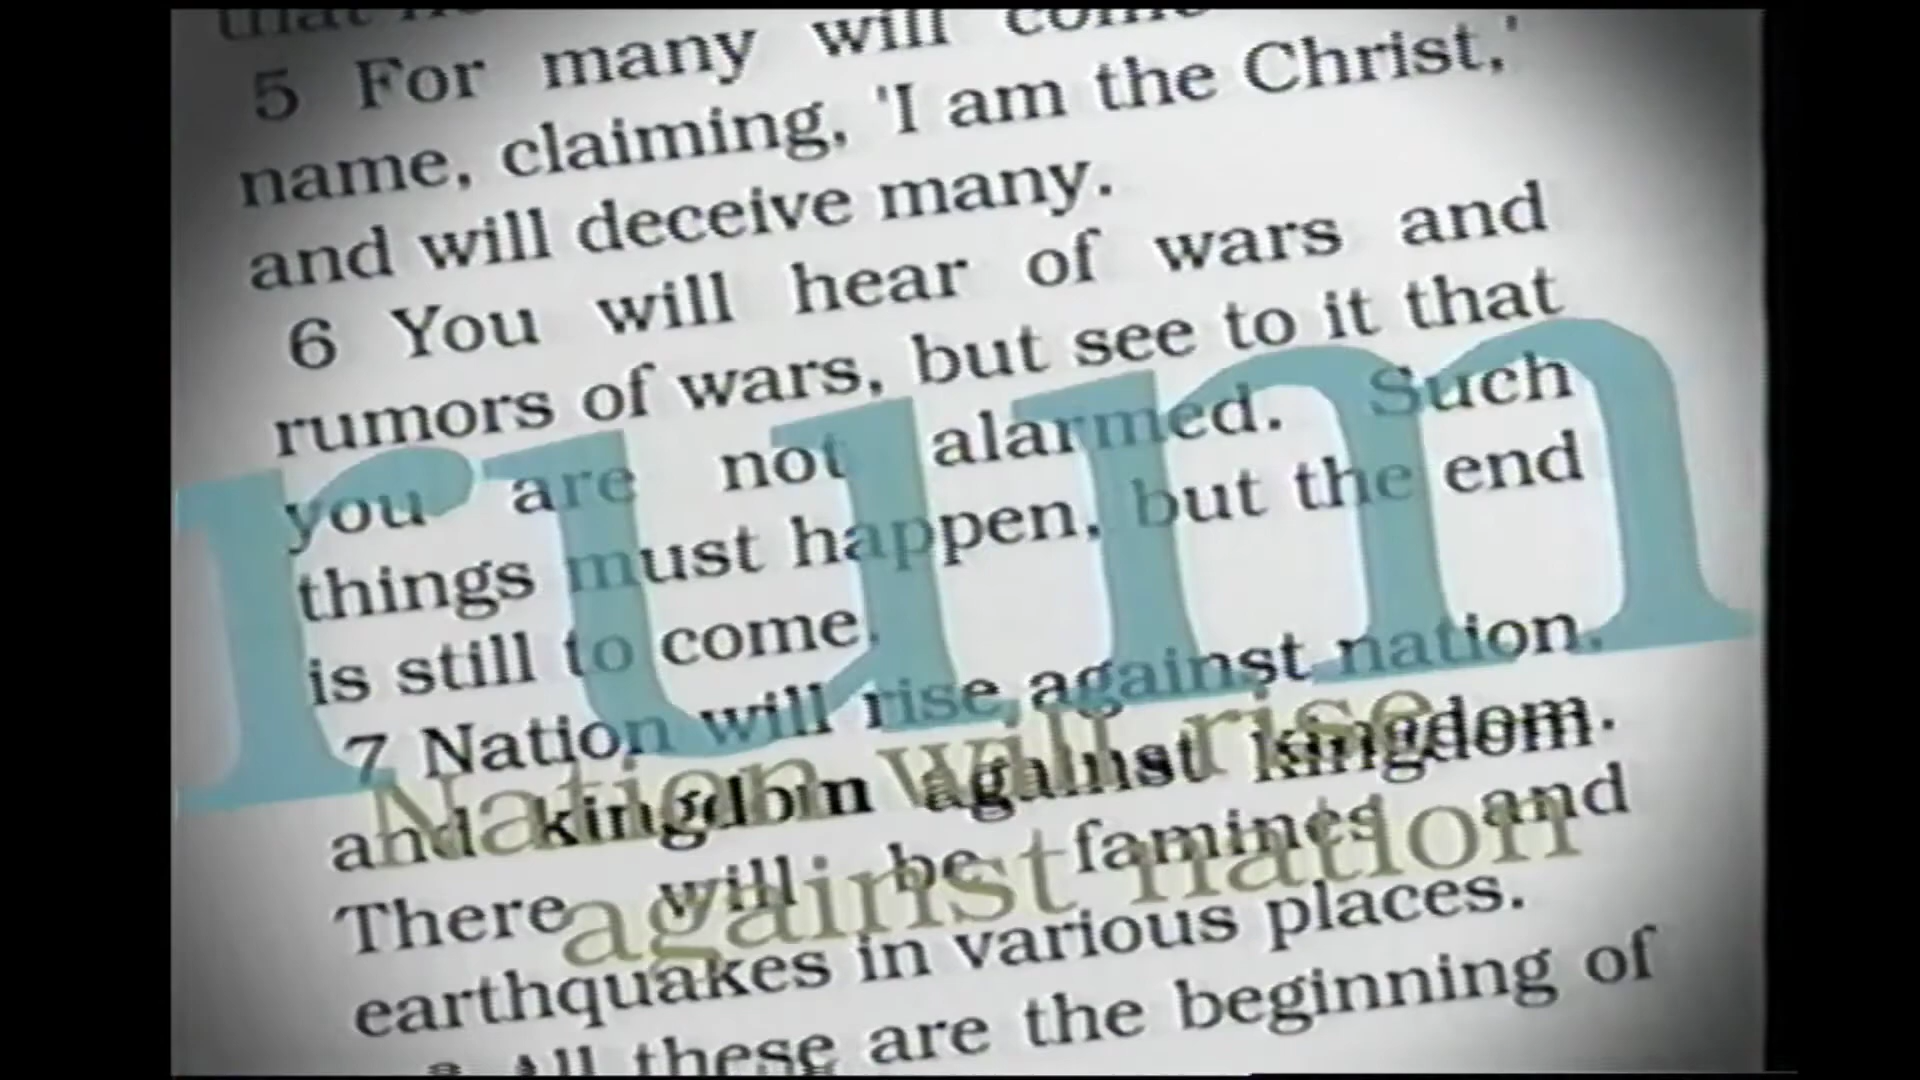 5 For many will come
name, claiming, 'I am the Christ,'
and will deceive many.
6 You will hear of wars and
rumors of wars, but see to it that
you are not alarmed. Such
things must happen, but the end
is still to come.
7 Nation will rise against nation,
and kingdom against kingdom.
There will be famines and
earthquakes in various places.
8 All these are the beginning of
rum
Nation will rise
against nation